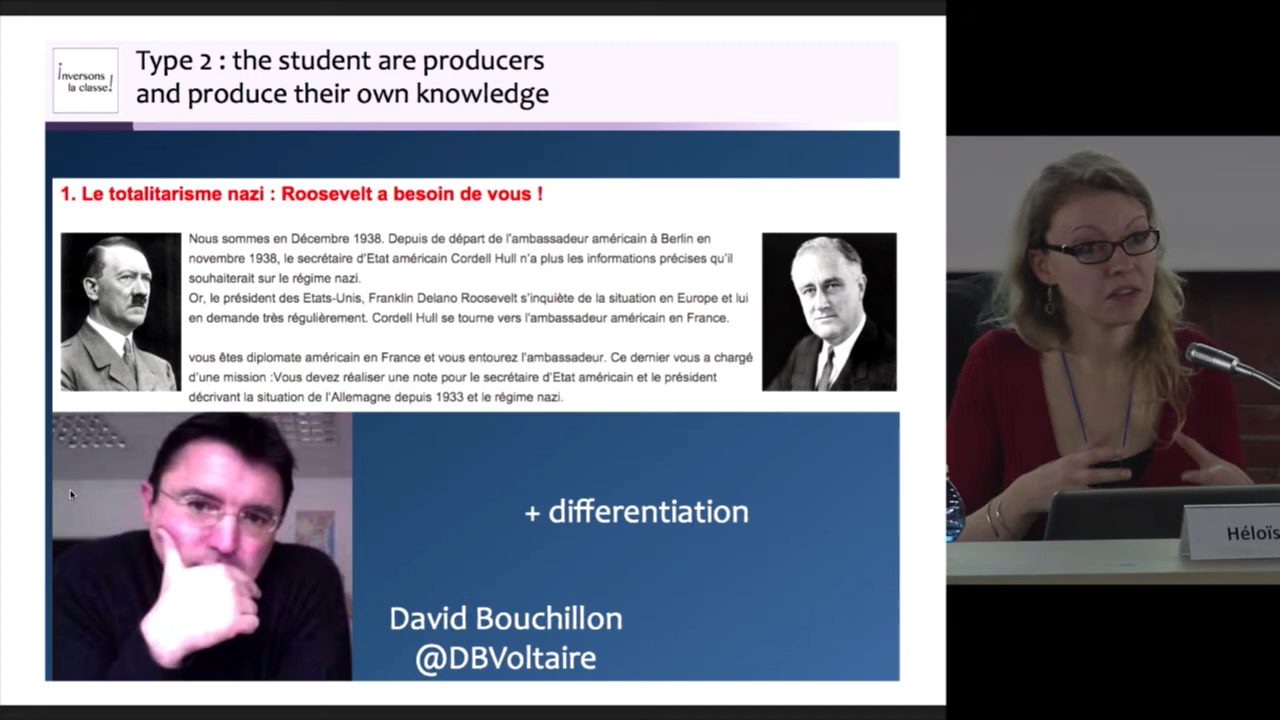 Type 2 : the student are producers
and produce their own knowledge
inversons
la classe!
1. Le totalitarisme nazi : Roosevelt a besoin de vous !
Nous sommes en Décembre 1938. Depuis de départ de l'ambassadeur américain à Berlin en
novembre 1938, le secrétaire d'Etat américain Cordell Hull n'a plus les informations précises qu'il
souhaiterait sur le régime nazi.
Or, le président des Etats-Unis, Franklin Delano Roosevelt s'inquiète de la situation en Europe et lui
en demande très régulièrement. Cordell Hull se tourne vers l'ambassadeur américain en France.
vous êtes diplomate américain en France et vous entourez l'ambassadeur. Ce dernier vous a chargé
d'une mission :Vous devez réaliser une note pour le secrétaire d'Etat américain et le président
décrivant la situation de l'Allemagne depuis 1933 et le régime nazi.
+ differentiation
David Bouchillon
@DBVoltaire
Héloïs